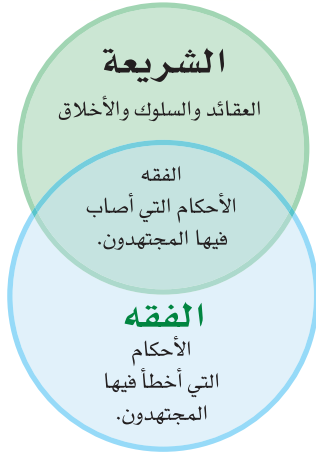 الشريعة
العقائد والسلوك والأخلاق
الفقه
الأحكام التي أصاب
فيها المجتهدون.
الفقه
الأحكام
التي أخطأ فيها
المجتهدون.